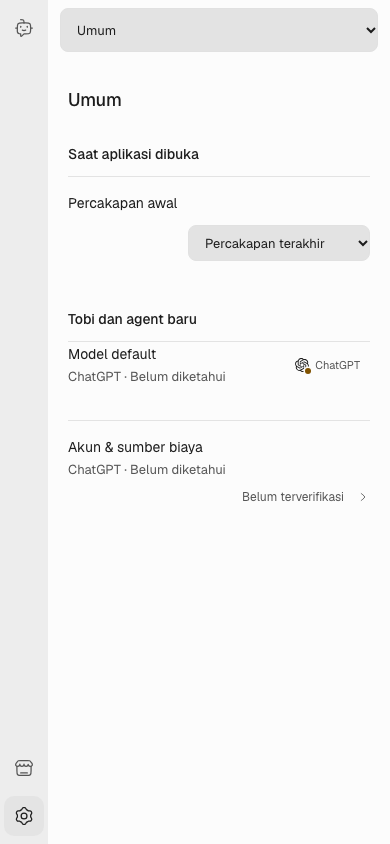 Umum
Umum
Saat aplikasi dibuka
Percakapan awal
Percakapan terakhir
Tobi dan agent baru
Model default
ChatGPT · Belum diketahui
ChatGPT
Akun & sumber biaya
ChatGPT · Belum diketahui
Belum terverifikasi